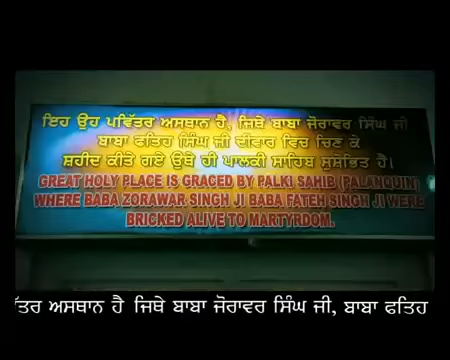 ਇਹ ਉਹ ਪਵਿੱਤਰ ਅਸਥਾਨ ਹੈ, ਜਿਥੇ ਬਾਬਾ ਜੋਰਾਵਰ ਸਿੰਘ ਜੀ
ਬਾਬਾ ਫਤਿਹ ਸਿੰਘ ਜੀ ਦੀਵਾਰ ਵਿਚ ਚਿਣ ਕੇ
ਸ਼ਹੀਦ ਕੀਤੇ ਗਏ ਉਥੇ ਹੀ ਪਾਲਕੀ ਸਾਹਿਬ ਸੁਸ਼ੋਭਿਤ ਹੈ।
GREAT HOLY PLACE IS GRACED BY PALKI SAHIB (PALANQUIN)
WHERE BABA ZORAWAR SINGH JI BABA FATEH SINGH JI WERE
BRICKED ALIVE TO MARTYRDOM.
ਅਸਥਾਨ ਹੈ ਜਿਥੇ ਬਾਬਾ ਜੋਰਾਵਰ ਸਿੰਘ ਜੀ, ਬਾਬਾ ਫਤਿਹ